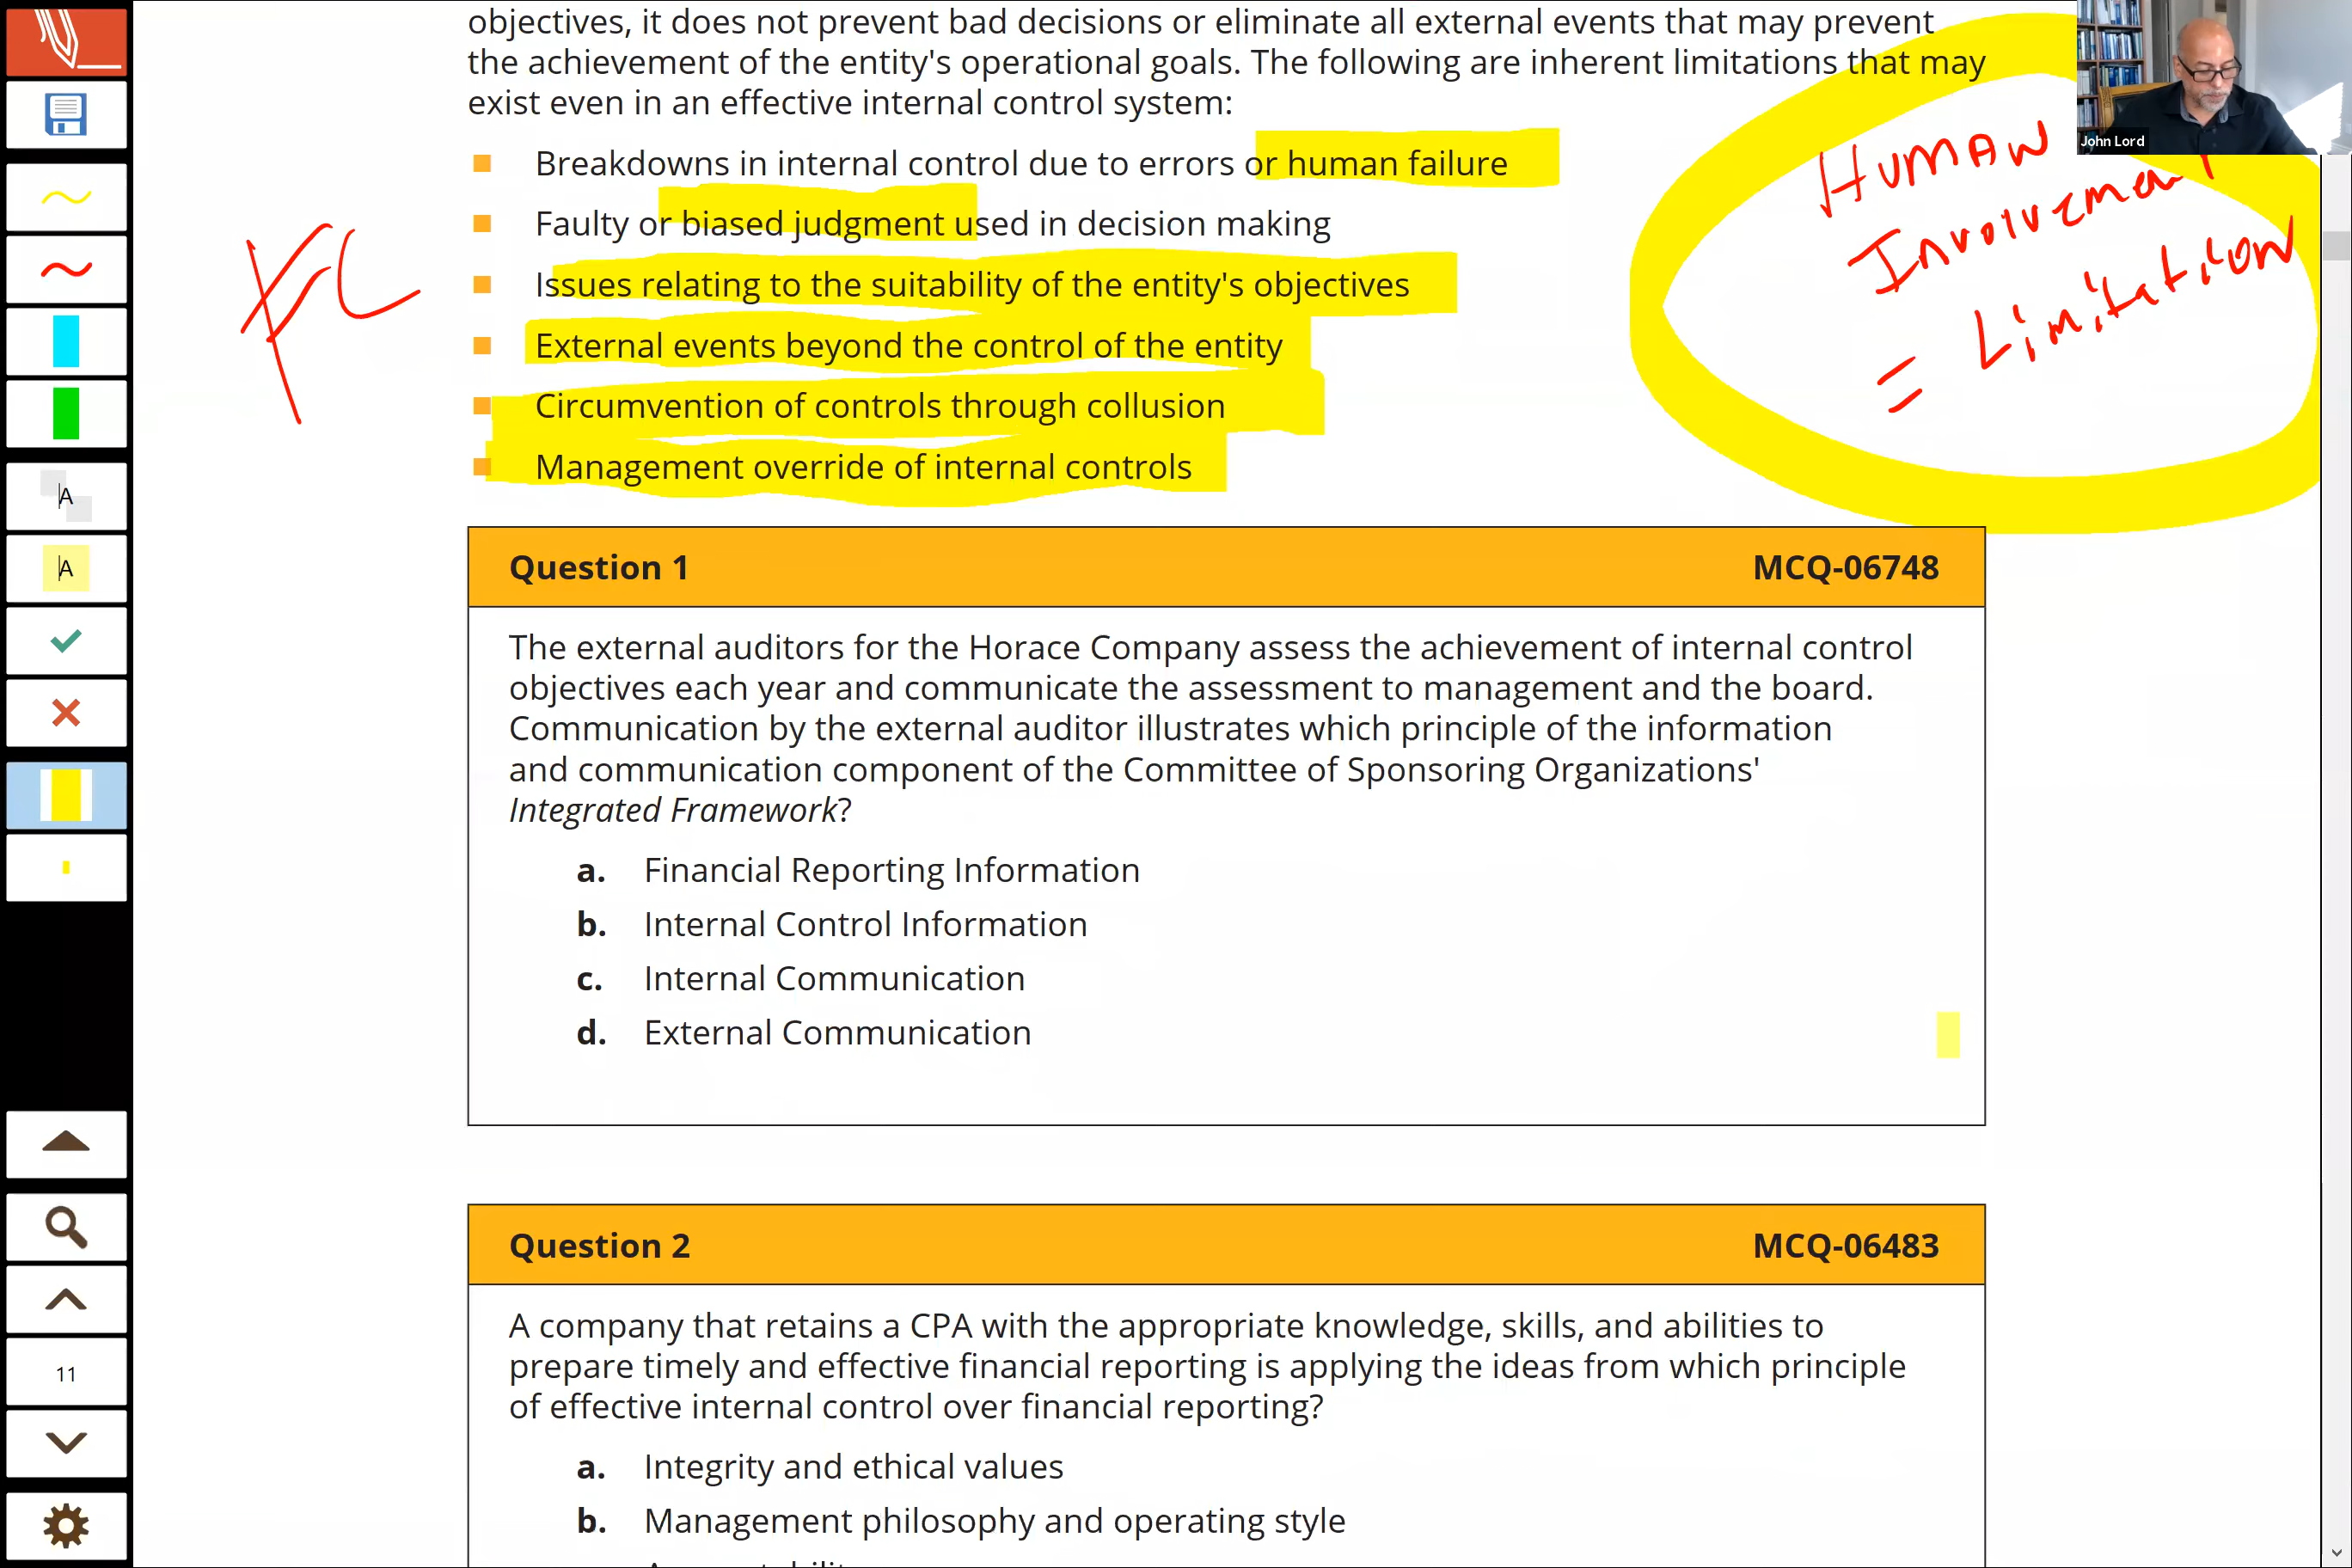 objectives, it does not prevent bad decisions or eliminate all external events that may prevent
the achievement of the entity's operational goals. The following are inherent limitations that may
exist even in an effective internal control system:
Breakdowns in internal control due to errors or human failure
Faulty or biased judgment used in decision making
Issues relating to the suitability of the entity's objectives
External events beyond the control of the entity
Circumvention of controls through collusion
Management override of internal controls
HUMAN
Involvement
= Limitation
John Lord
FC
Question 1 MCQ-06748
The external auditors for the Horace Company assess the achievement of internal control
objectives each year and communicate the assessment to management and the board.
Communication by the external auditor illustrates which principle of the information
and communication component of the Committee of Sponsoring Organizations'
Integrated Framework?
a. Financial Reporting Information
b. Internal Control Information
c. Internal Communication
d. External Communication
Question 2 MCQ-06483
A company that retains a CPA with the appropriate knowledge, skills, and abilities to
prepare timely and effective financial reporting is applying the ideas from which principle
of effective internal control over financial reporting?
a. Integrity and ethical values
b. Management philosophy and operating style
A
A
11